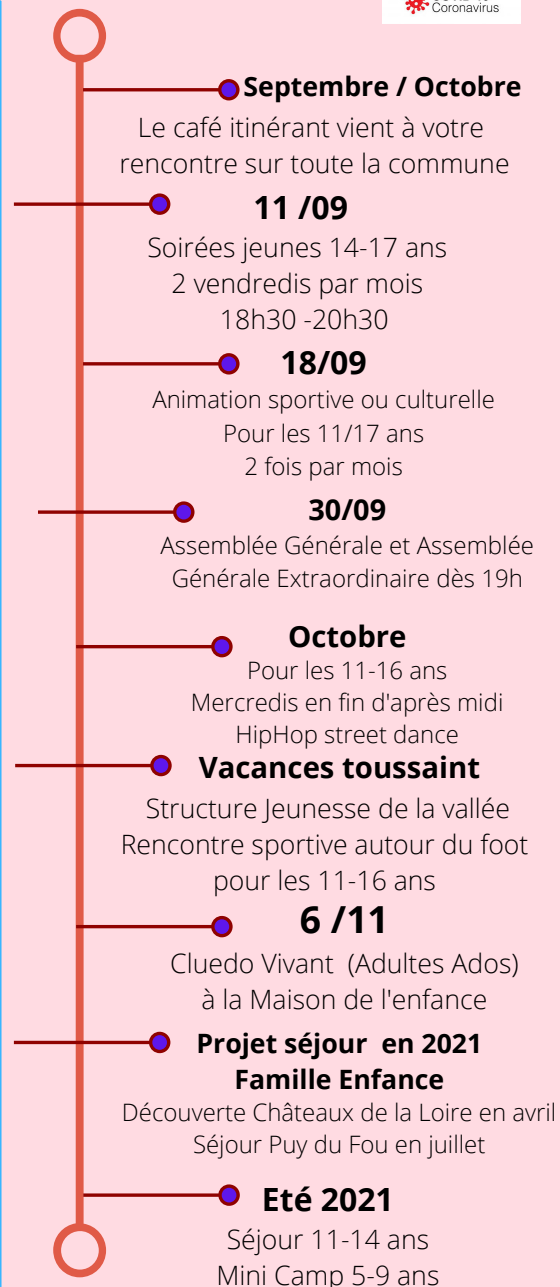 Coronavirus
Septembre / Octobre
Le café itinérant vient à votre
rencontre sur toute la commune
11 /09
Soirées jeunes 14-17 ans
2 vendredis par mois
18h30 -20h30
18/09
Animation sportive ou culturelle
Pour les 11/17 ans
2 fois par mois
30/09
Assemblée Générale et Assemblée
Générale Extraordinaire dès 19h
Octobre
Pour les 11-16 ans
Mercredis en fin d'après midi
HipHop street dance
Vacances toussaint
Structure Jeunesse de la vallée
Rencontre sportive autour du foot
pour les 11-16 ans
6 /11
Cluedo Vivant (Adultes Ados)
à la Maison de l'enfance
Projet séjour en 2021
Famille Enfance
Découverte Châteaux de la Loire en avril
Séjour Puy du Fou en juillet
Eté 2021
Séjour 11-14 ans
Mini Camp 5-9 ans